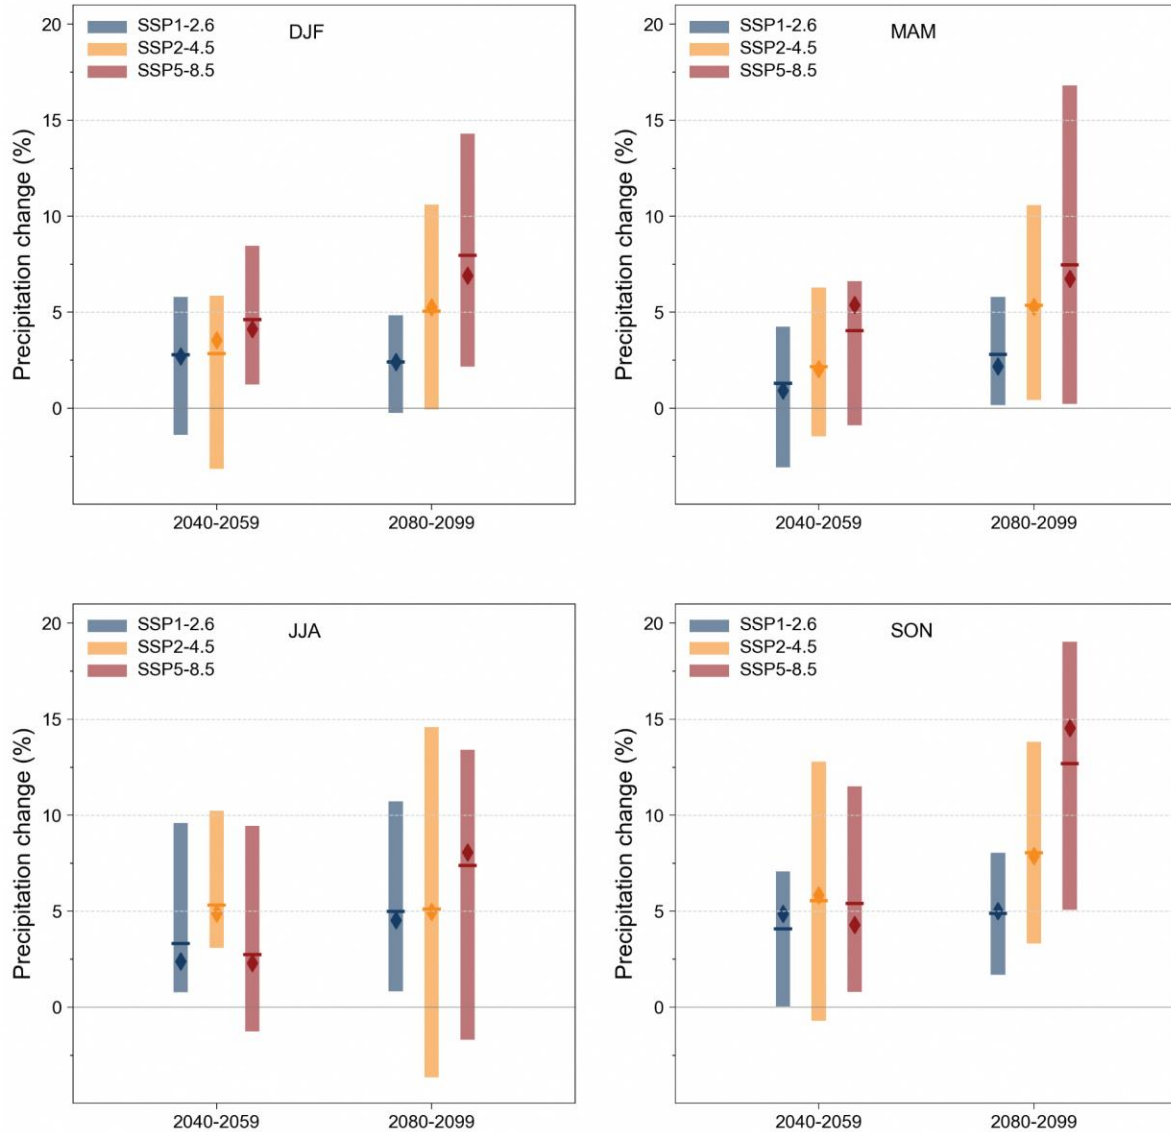 DJF
SSP1-2.6
SSP2-4.5
SSP5-8.5
Precipitation change (%)
20
15
10
5
0
2040-2059
2080-2099
MAM
SSP1-2.6
SSP2-4.5
SSP5-8.5
Precipitation change (%)
20
15
10
5
0
2040-2059
2080-2099
JJA
SSP1-2.6
SSP2-4.5
SSP5-8.5
Precipitation change (%)
20
15
10
5
0
2040-2059
2080-2099
SON
SSP1-2.6
SSP2-4.5
SSP5-8.5
Precipitation change (%)
20
15
10
5
0
2040-2059
2080-2099